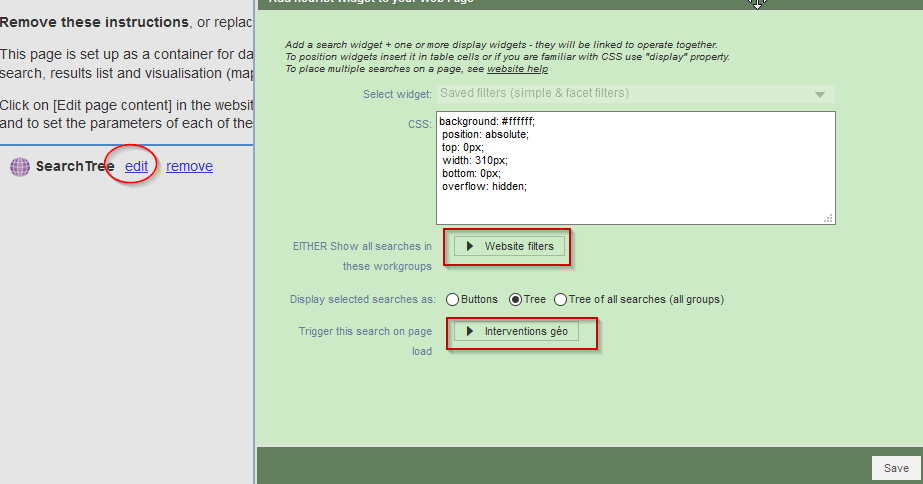 Add heurist widget to your Web Page
Remove these instructions, or replac
This page is set up as a container for da
search, results list and visualisation (map
Click on [Edit page content] in the websit
and to set the parameters of each of the
SearchTree edit remove
Add a search widget + one or more display widgets - they will be linked to operate together.
To position widgets insert it in table cells or if you are familiar with CSS use "display" property.
To place multiple searches on a page, see website help
Select widget: Saved filters (simple & facet filters)
CSS:
background: #ffffff;
position: absolute;
top: 0px;
width: 310px;
bottom: 0px;
overflow: hidden;
EITHER Show all searches in
these workgroups
Website filters
Display selected searches as: Buttons Tree Tree of all searches (all groups)
Trigger this search on page
load
Interventions géo
Save